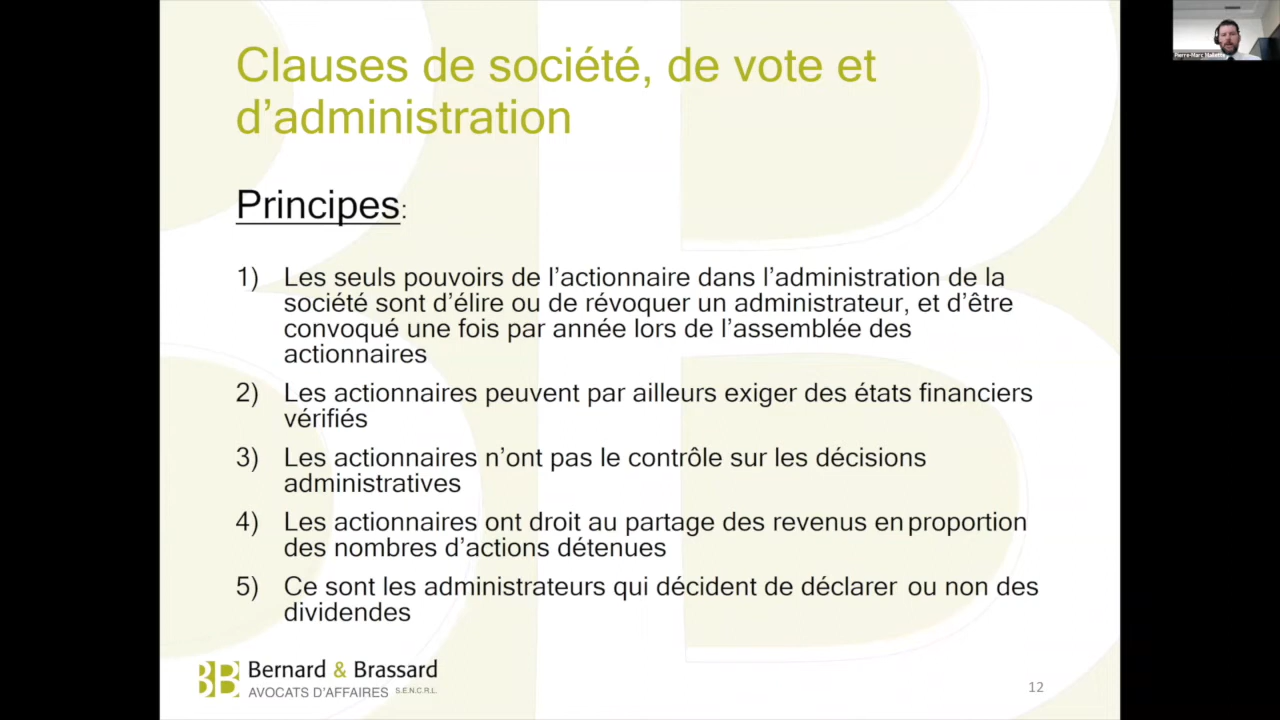 Clauses de société, de vote et
d’administration
Principes:
1) Les seuls pouvoirs de l’actionnaire dans l’administration de la
société sont d’élire ou de révoquer un administrateur, et d’être
convoqué une fois par année lors de l’assemblée des
actionnaires
2) Les actionnaires peuvent par ailleurs exiger des états financiers
vérifiés
3) Les actionnaires n’ont pas le contrôle sur les décisions
administratives
4) Les actionnaires ont droit au partage des revenus en proportion
des nombres d’actions détenues
5) Ce sont les administrateurs qui décident de déclarer ou non des
dividendes
BB Bernard & Brassard
AVOCATS D’AFFAIRES S.E.N.C.R.L.
12
Pierre-Marc Mallette